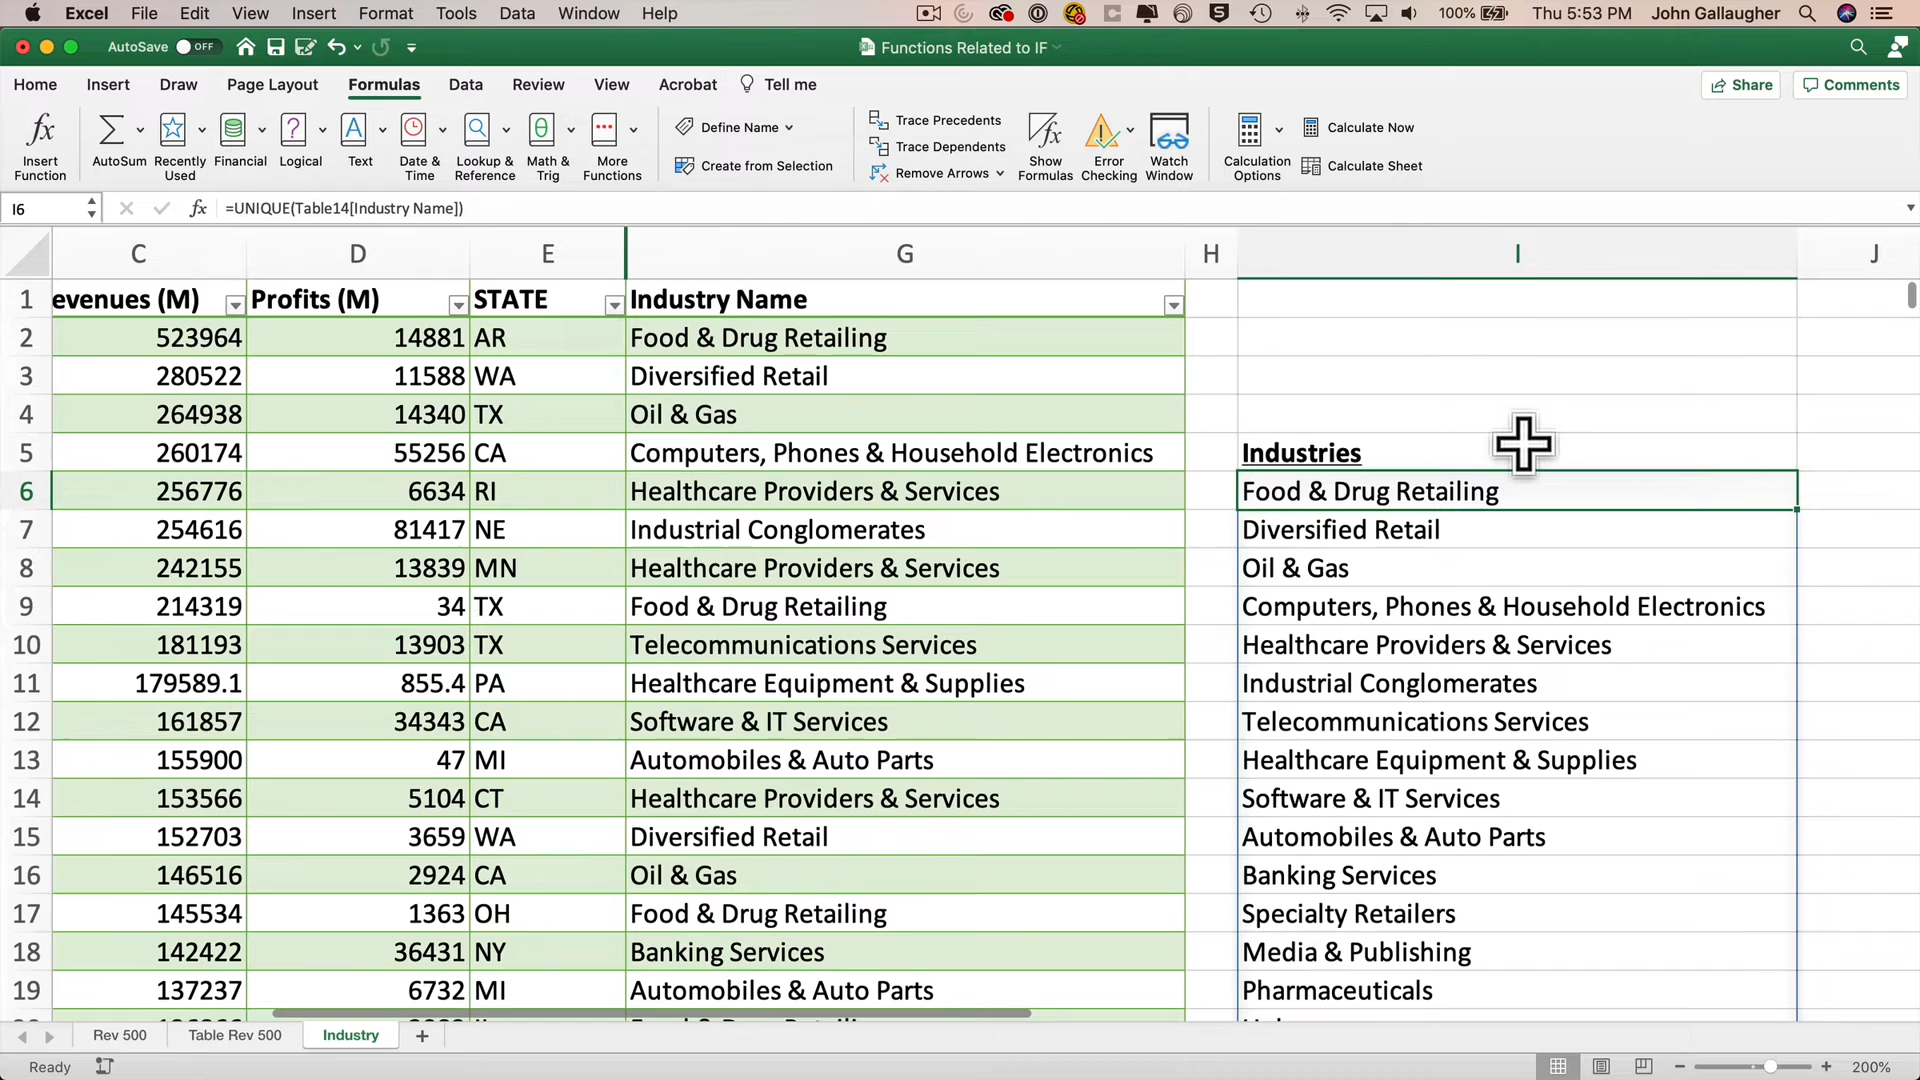 Excel File Edit View Insert Format Tools Data Window Help 100% Thu 5:53 PM John Gallaugher
AutoSave OFF Functions Related to IF
Home Insert Draw Page Layout Formulas Data Review View Acrobat Tell me Share Comments
Insert Function
AutoSum
Recently Used
Financial
Logical
Text
Date & Time
Lookup & Reference
Math & Trig
More Functions
Define Name
Create from Selection
Trace Precedents
Trace Dependents
Remove Arrows
Show Formulas
Error Checking
Watch Window
Calculation Options
Calculate Now
Calculate Sheet
I6 fx =UNIQUE(Table14[Industry Name])
C D E G H I J
1 evenues (M) Profits (M) STATE Industry Name
2 523964 14881 AR Food & Drug Retailing
3 280522 11588 WA Diversified Retail
4 264938 14340 TX Oil & Gas
5 260174 55256 CA Computers, Phones & Household Electronics Industries
6 256776 6634 RI Healthcare Providers & Services Food & Drug Retailing
7 254616 81417 NE Industrial Conglomerates Diversified Retail
8 242155 13839 MN Healthcare Providers & Services Oil & Gas
9 214319 34 TX Food & Drug Retailing Computers, Phones & Household Electronics
10 181193 13903 TX Telecommunications Services Healthcare Providers & Services
11 179589.1 855.4 PA Healthcare Equipment & Supplies Industrial Conglomerates
12 161857 34343 CA Software & IT Services Telecommunications Services
13 155900 47 MI Automobiles & Auto Parts Healthcare Equipment & Supplies
14 153566 5104 CT Healthcare Providers & Services Software & IT Services
15 152703 3659 WA Diversified Retail Automobiles & Auto Parts
16 146516 2924 CA Oil & Gas Banking Services
17 145534 1363 OH Food & Drug Retailing Specialty Retailers
18 142422 36431 NY Banking Services Media & Publishing
19 137237 6732 MI Automobiles & Auto Parts Pharmaceuticals
Rev 500 Table Rev 500 Industry
Ready 200%